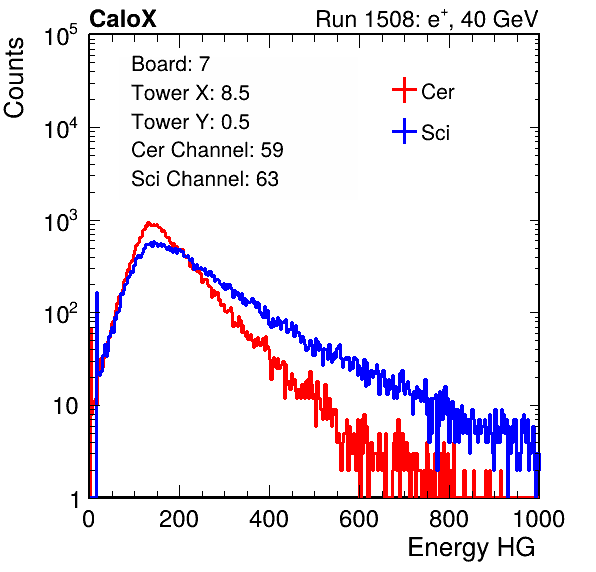 CaloX Run 1508: e⁺, 40 GeV
Board: 7
Tower X: 8.5
Tower Y: 0.5
Cer Channel: 59
Sci Channel: 63
Cer
Sci
Counts
10⁵
10⁴
10³
10²
10
1
0 200 400 600 800 1000
Energy HG